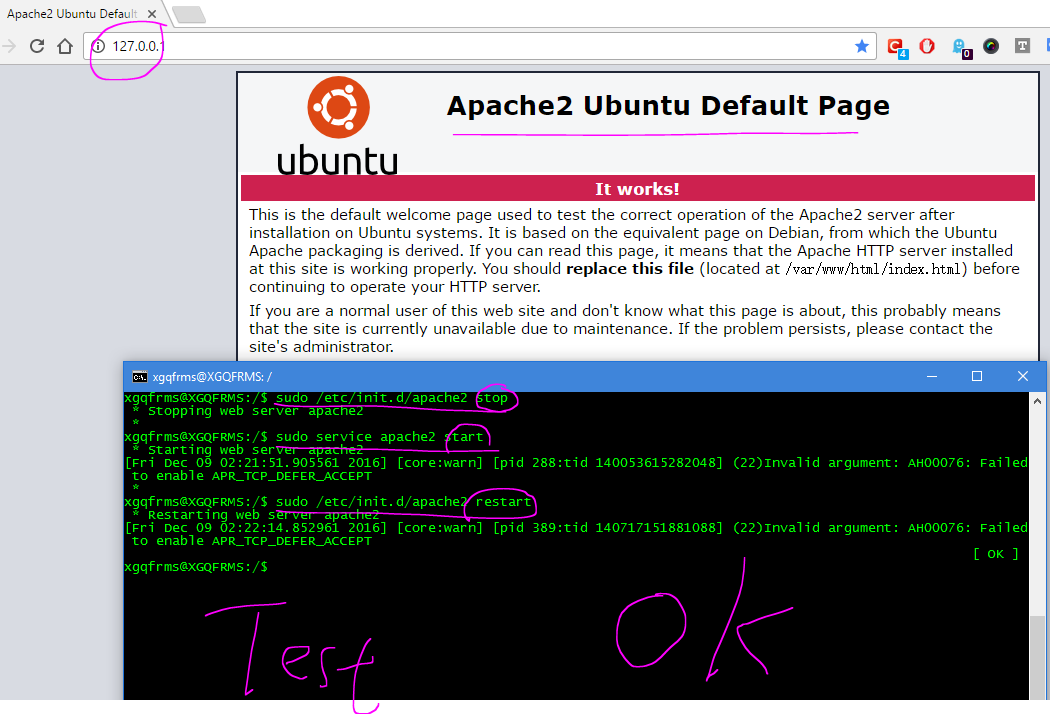 Apache2 Ubuntu Default
127.0.0.1
4
0
T
Apache2 Ubuntu Default Page
ubuntu
It works!
This is the default welcome page used to test the correct operation of the Apache2 server after
installation on Ubuntu systems. It is based on the equivalent page on Debian, from which the Ubuntu
Apache packaging is derived. If you can read this page, it means that the Apache HTTP server installed
at this site is working properly. You should replace this file (located at /var/www/html/index.html) before
continuing to operate your HTTP server.
If you are a normal user of this web site and don't know what this page is about, this probably means
that the site is currently unavailable due to maintenance. If the problem persists, please contact the
site's administrator.
xgqfrms@XGQFRMS: /
xgqfrms@XGQFRMS:/$ sudo /etc/init.d/apache2 stop
* Stopping web server apache2
*
xgqfrms@XGQFRMS:/$ sudo service apache2 start
* Starting web server apache2
[Fri Dec 09 02:21:51.905561 2016] [core:warn] [pid 288:tid 140053615282048] (22)Invalid argument: AH00076: Failed
to enable APR_TCP_DEFER_ACCEPT
*
xgqfrms@XGQFRMS:/$ sudo /etc/init.d/apache2 restart
* Restarting web server apache2
[Fri Dec 09 02:22:14.852961 2016] [core:warn] [pid 389:tid 140717151881088] (22)Invalid argument: AH00076: Failed
to enable APR_TCP_DEFER_ACCEPT
[ OK ]
xgqfrms@XGQFRMS:/$
Test OK